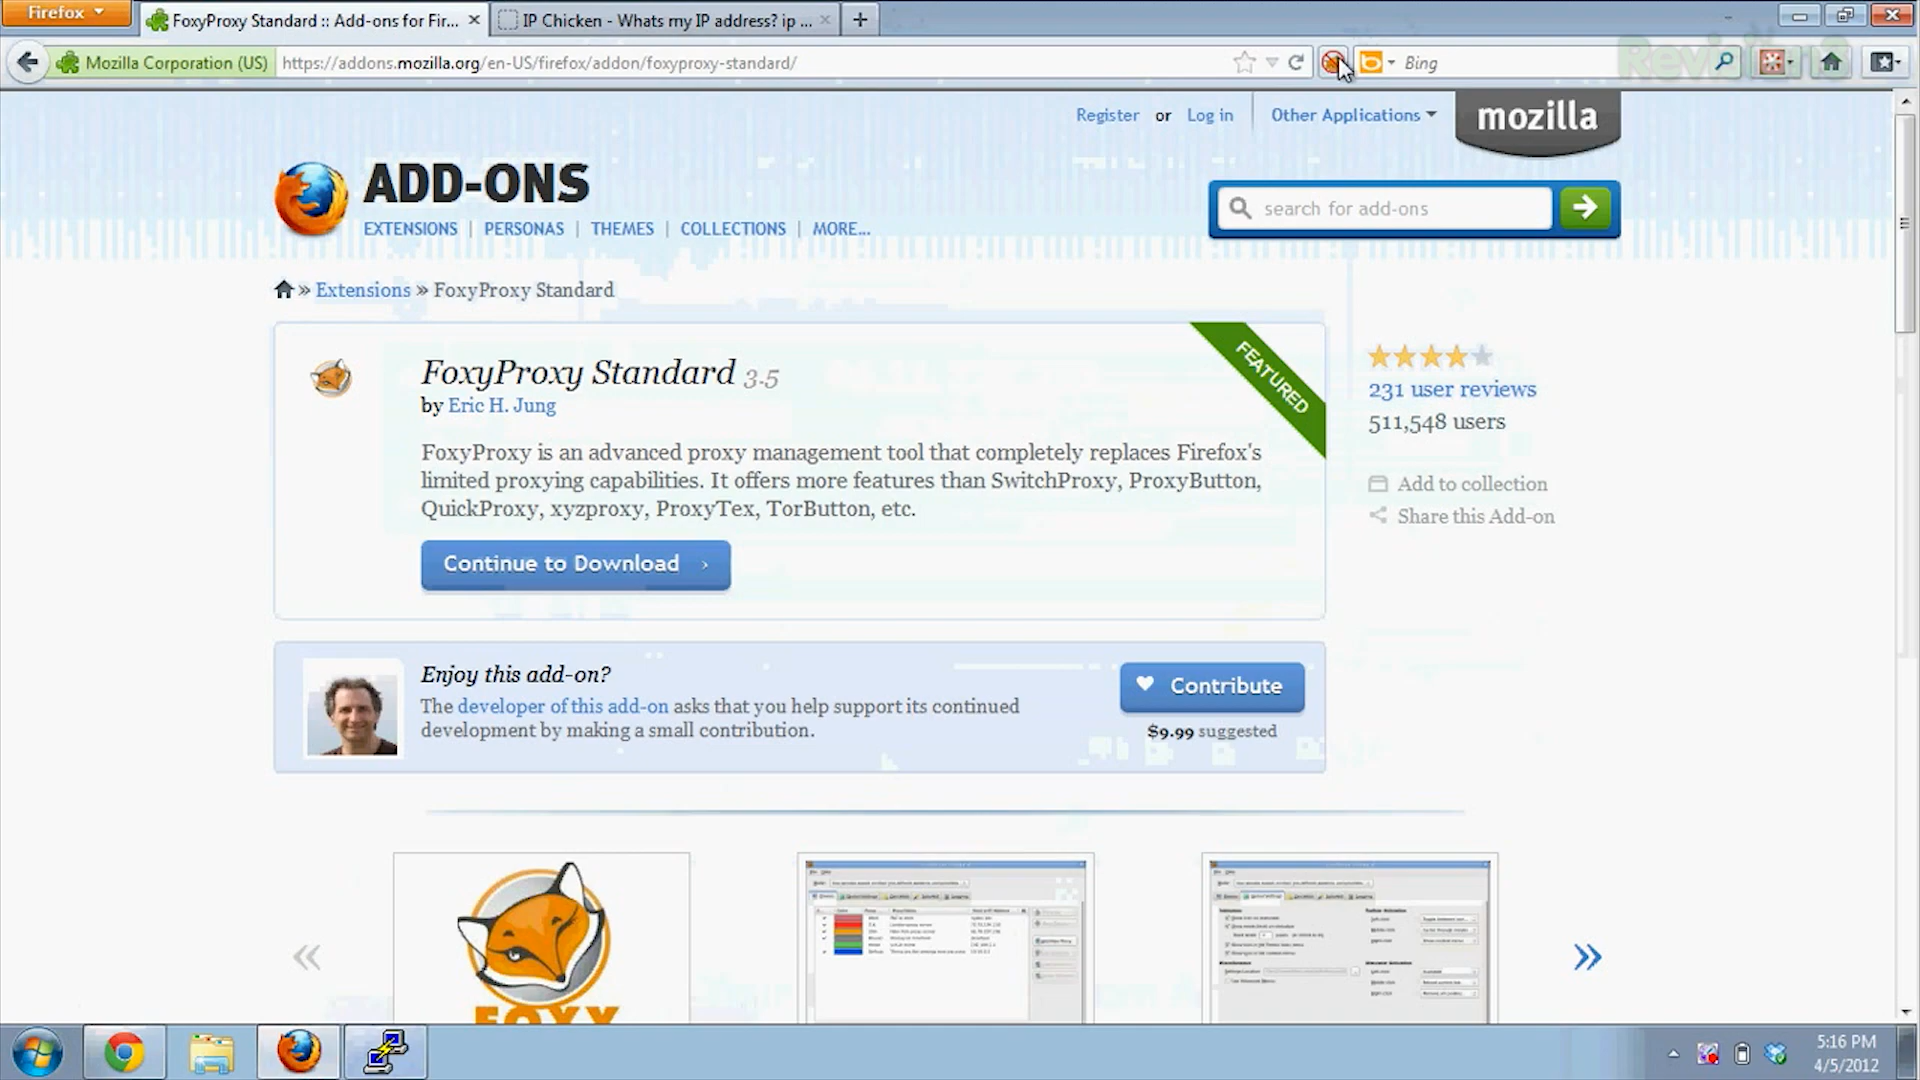 Firefox
FoxyProxy Standard :: Add-ons for Fir...
IP Chicken - Whats my IP address? ip ...
Mozilla Corporation (US)
https://addons.mozilla.org/en-US/firefox/addon/foxyproxy-standard/
Bing
Register or Log in
Other Applications
mozilla
ADD-ONS
EXTENSIONS | PERSONAS | THEMES | COLLECTIONS | MORE...
search for add-ons
» Extensions » FoxyProxy Standard
FoxyProxy Standard 3.5
by Eric H. Jung
FEATURED
FoxyProxy is an advanced proxy management tool that completely replaces Firefox's
limited proxying capabilities. It offers more features than SwitchProxy, ProxyButton,
QuickProxy, xyzproxy, ProxyTex, TorButton, etc.
Continue to Download ›
231 user reviews
511,548 users
Add to collection
Share this Add-on
Enjoy this add-on?
The developer of this add-on asks that you help support its continued
development by making a small contribution.
Contribute
$9.99 suggested
FOXY
5:16 PM
4/5/2012